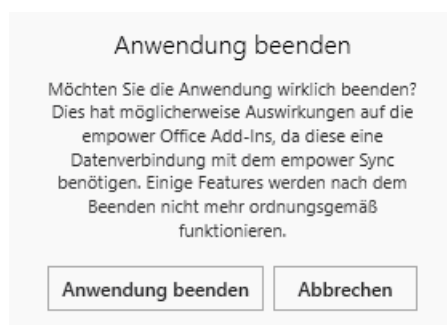 Anwendung beenden
Möchten Sie die Anwendung wirklich beenden?
Dies hat möglicherweise Auswirkungen auf die
empower Office Add-Ins, da diese eine
Datenverbindung mit dem empower Sync
benötigen. Einige Features werden nach dem
Beenden nicht mehr ordnungsgemäß
funktionieren.
Anwendung beenden
Abbrechen